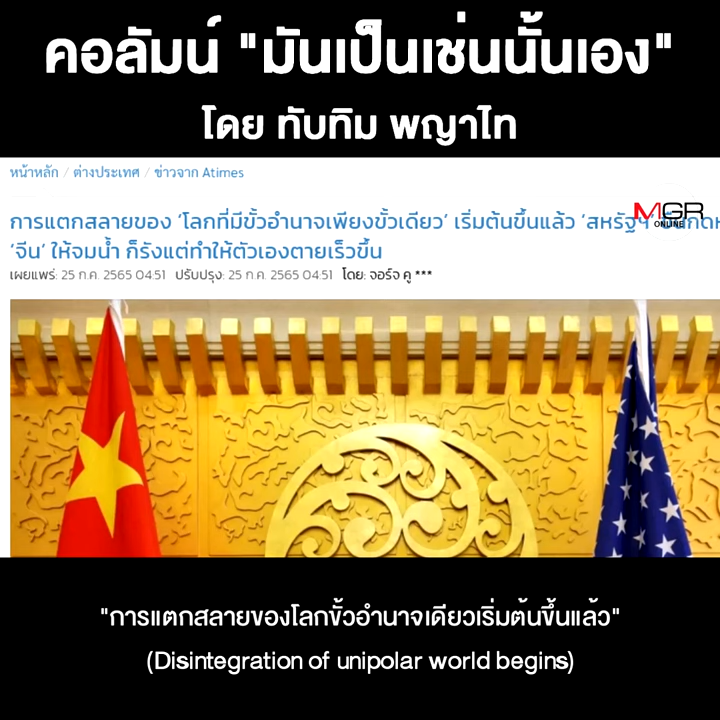 คอลัมน์ "มันเป็นเช่นนั้นเอง"
โดย ทับทิม พญาไท
หน้าหลัก / ต่างประเทศ / ข่าวจาก Atimes
MGR
ONLINE
การแตกสลายของ ‘โลกที่มีขั้วอำนาจเพียงขั้วเดียว’ เริ่มต้นขึ้นแล้ว ‘สหรัฐฯ
‘จีน’ ให้จมน้ำ ก็รังแต่ทำให้ตัวเองตายเร็วขึ้น
เผยแพร่: 25 ก.ค. 2565 04:51 ปรับปรุง: 25 ก.ค. 2565 04:51 โดย: จอร์จ คู ***
"การแตกสลายของโลกขั้วอำนาจเดียวเริ่มต้นขึ้นแล้ว"
(Disintegration of unipolar world begins)